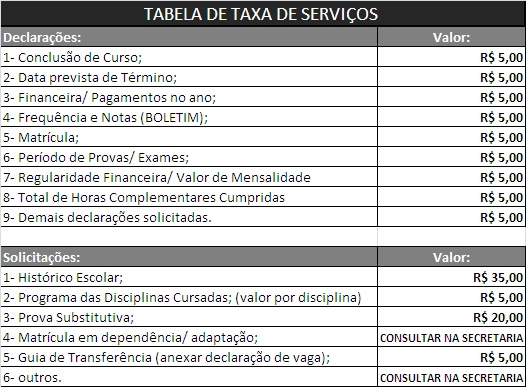 TABELA DE TAXA DE SERVIÇOS
Declarações: Valor:
1- Conclusão de Curso; R$ 5,00
2- Data prevista de Término; R$ 5,00
3- Financeira/ Pagamentos no ano; R$ 5,00
4- Frequência e Notas (BOLETIM); R$ 5,00
5- Matrícula; R$ 5,00
6- Período de Provas/ Exames; R$ 5,00
7- Regularidade Financeira/ Valor de Mensalidade R$ 5,00
8- Total de Horas Complementares Cumpridas R$ 5,00
9- Demais declarações solicitadas. R$ 5,00
Solicitações: Valor:
1- Histórico Escolar; R$ 35,00
2- Programa das Disciplinas Cursadas; (valor por disciplina) R$ 5,00
3- Prova Substitutiva; R$ 20,00
4- Matrícula em dependência/ adaptação; CONSULTAR NA SECRETARIA
5- Guia de Transferência (anexar declaração de vaga); R$ 5,00
6- outros. CONSULTAR NA SECRETARIA